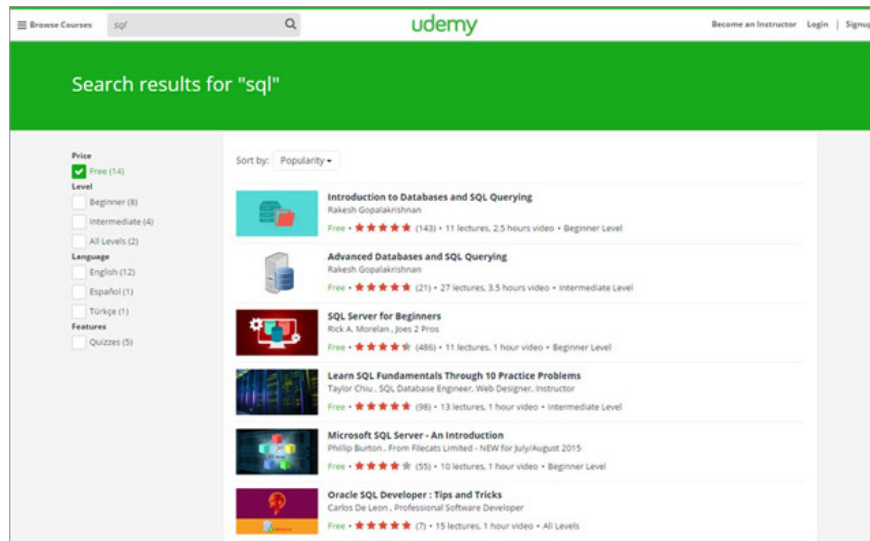 Browse Courses
sql
udemy
Become an Instructor Login | Signup
Search results for "sql"
Price
Free (14)
Level
Beginner (8)
Intermediate (4)
All Levels (2)
Language
English (12)
Español (1)
Türkçe (1)
Features
Quizzes (5)
Sort by: Popularity
Introduction to Databases and SQL Querying
Rakesh Gopalakrishnan
Free • (143) • 11 lectures, 2.5 hours video • Beginner Level
Advanced Databases and SQL Querying
Rakesh Gopalakrishnan
Free • (21) • 27 lectures, 3.5 hours video • Intermediate Level
SQL Server for Beginners
Rick A. Morelan , Joes 2 Pros
Free • (486) • 11 lectures, 1 hour video • Beginner Level
Learn SQL Fundamentals Through 10 Practice Problems
Taylor Chiu , SQL Database Engineer, Web Designer, Instructor
Free • (98) • 13 lectures, 1 hour video • Intermediate Level
Microsoft SQL Server - An Introduction
Phillip Burton , From Filecats Limited - NEW for July/August 2015
Free • (55) • 10 lectures, 1 hour video • Beginner Level
Oracle SQL Developer : Tips and Tricks
Carlos De Leon , Professional Software Developer
Free • (7) • 15 lectures, 1 hour video • All Levels